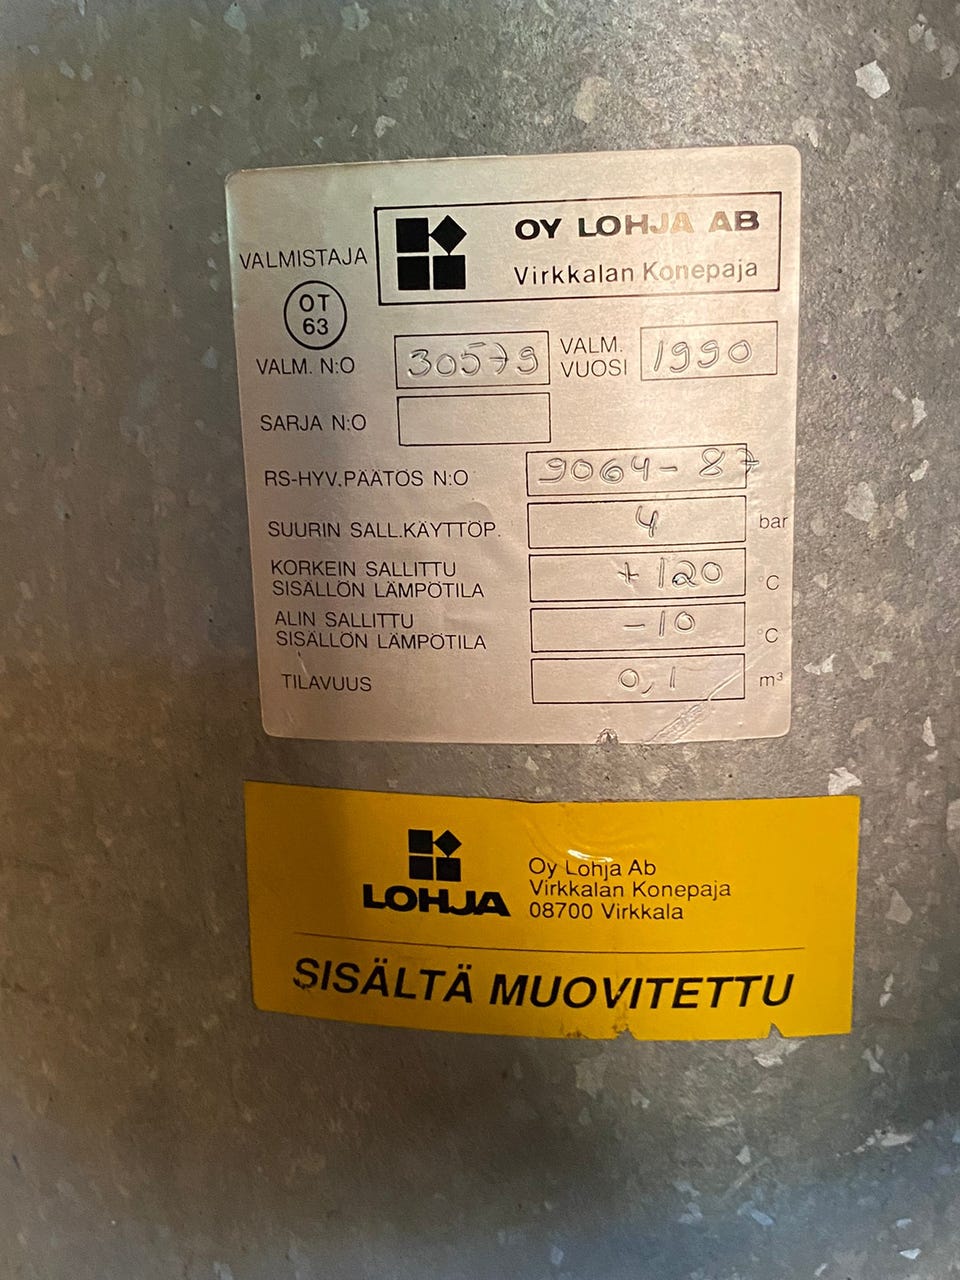 VALMISTAJA
OY LOHJA AB
Virkkalan Konepaja
OT
63
VALM. N:O 30579 VALM. VUOSI 1990
SARJA N:O
RS-HYV.PÄÄTÖS N:O 9064-87
SUURIN SALL.KÄYTTÖP. 4 bar
KORKEIN SALLITTU
SISÄLLÖN LÄMPÖTILA +120 °C
ALIN SALLITTU
SISÄLLÖN LÄMPÖTILA -10 °C
TILAVUUS 0,1 m³
LOHJA
Oy Lohja Ab
Virkkalan Konepaja
08700 Virkkala
SISÄLTÄ MUOVITETTU